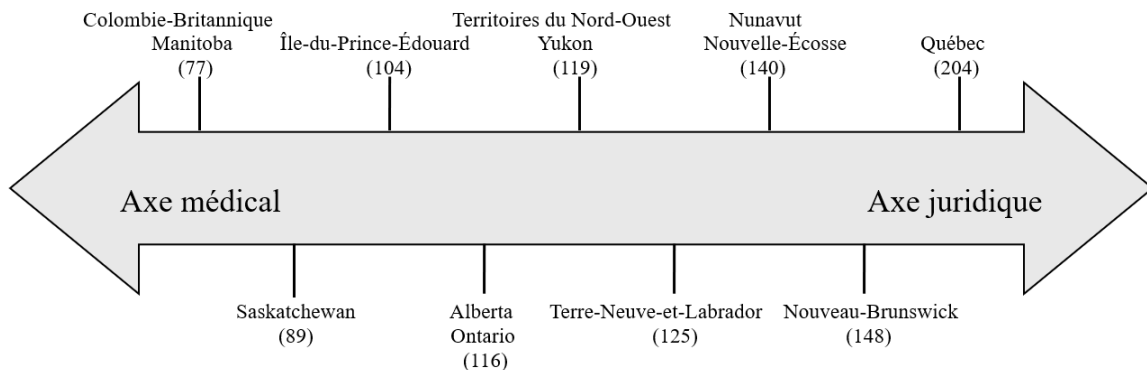 Colombie-Britannique
Manitoba
(77)
Île-du-Prince-Édouard
(104)
Territoires du Nord-Ouest
Yukon
(119)
Nunavut
Nouvelle-Écosse
(140)
Québec
(204)
Axe médical
Axe juridique
Saskatchewan
(89)
Alberta
Ontario
(116)
Terre-Neuve-et-Labrador
(125)
Nouveau-Brunswick
(148)